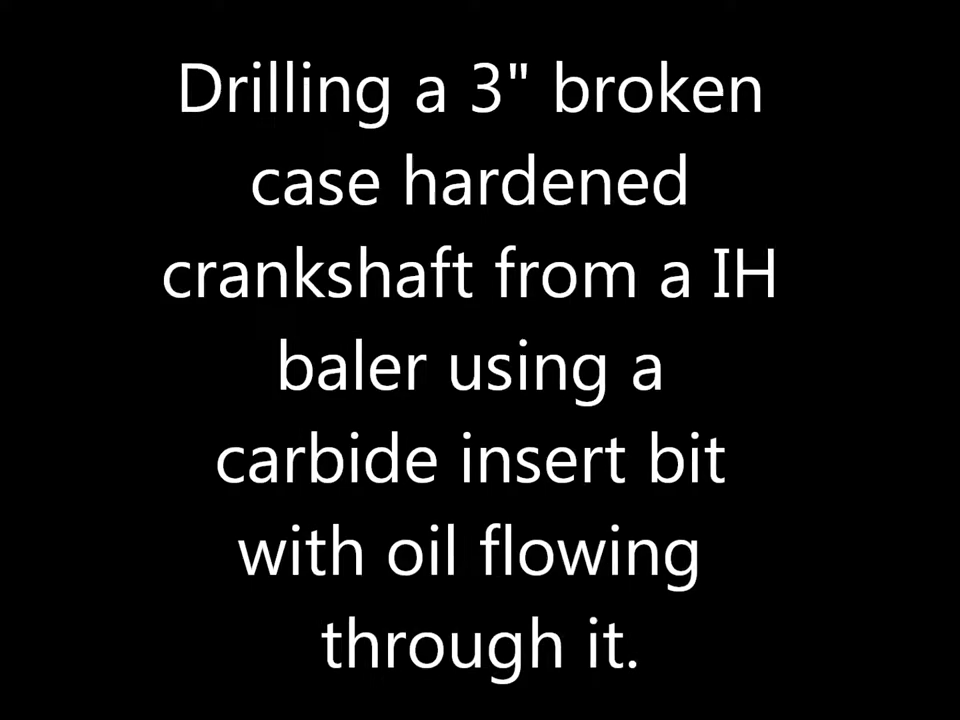 Drilling a 3" broken
case hardened
crankshaft from a IH
baler using a
carbide insert bit
with oil flowing
through it.